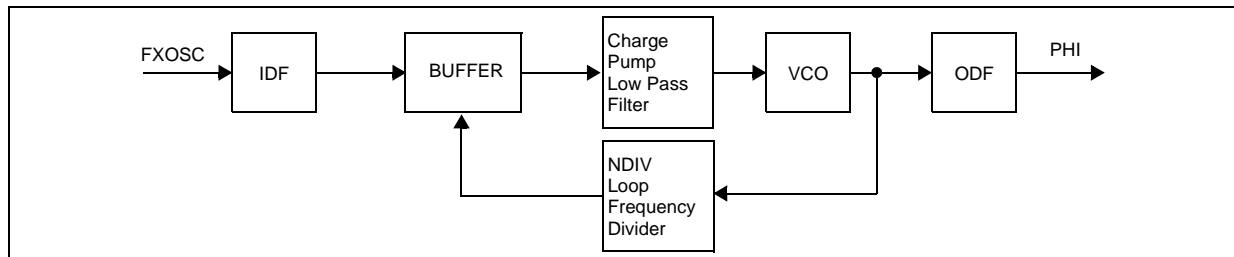 FXOSC
IDF
BUFFER
Charge
Pump
Low Pass
Filter
VCO
ODF
PHI
NDIV
Loop
Frequency
Divider